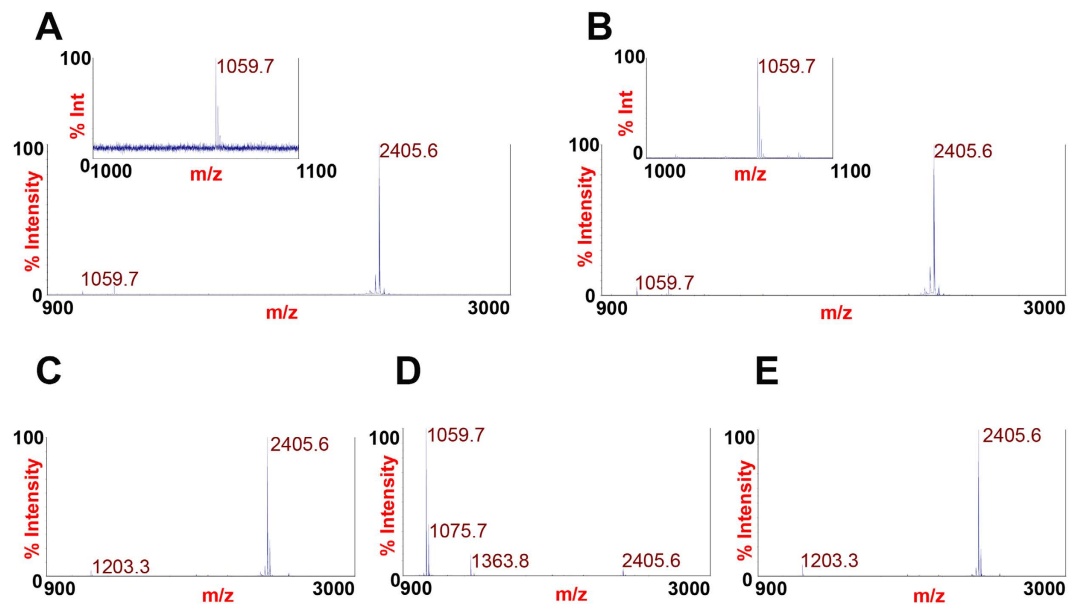 A
100
1059.7
% Int
0
1000
m/z
1100
100
2405.6
% Intensity
1059.7
0
900
m/z
3000
B
100
1059.7
% Int
0
1000
m/z
1100
100
2405.6
% Intensity
1059.7
0
900
m/z
3000
C
100
2405.6
% Intensity
1203.3
0
900
m/z
3000
D
100
1059.7
% Intensity
1075.7
1363.8
2405.6
0
900
m/z
3000
E
100
2405.6
% Intensity
1203.3
0
900
m/z
3000